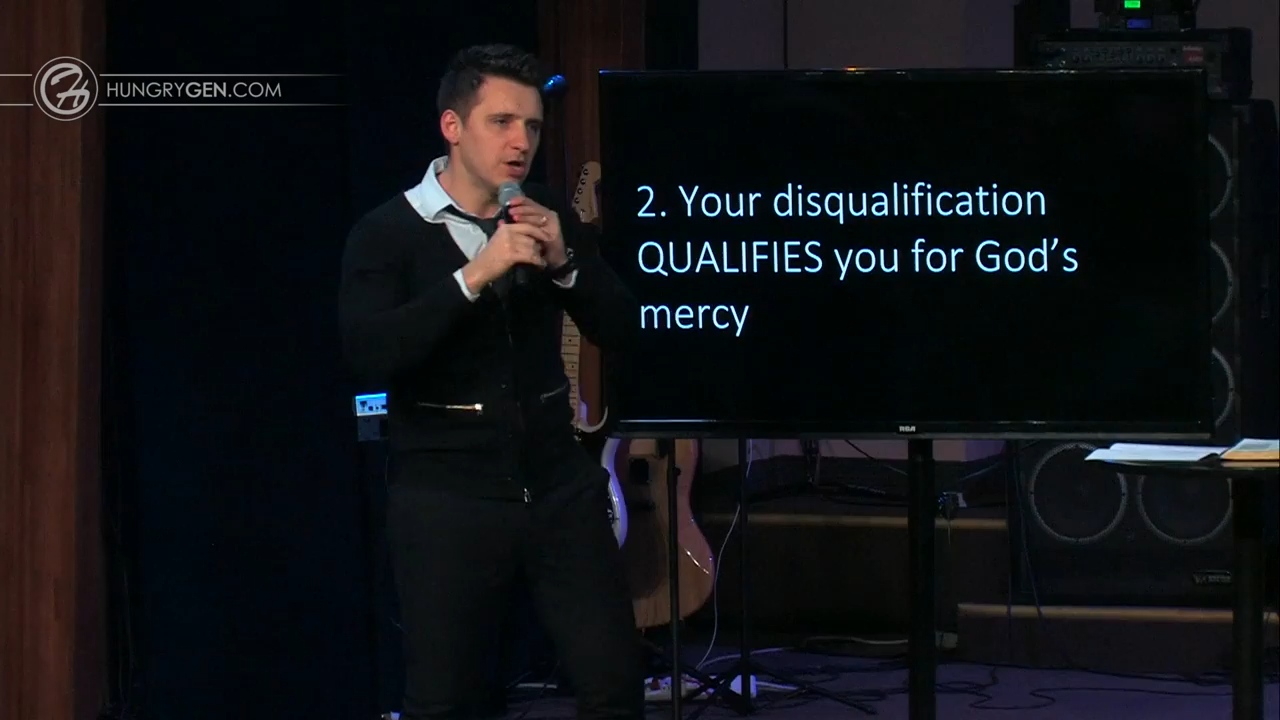 HUNGRYGEN.COM
2. Your disqualification
QUALIFIES you for God's
mercy
RCA